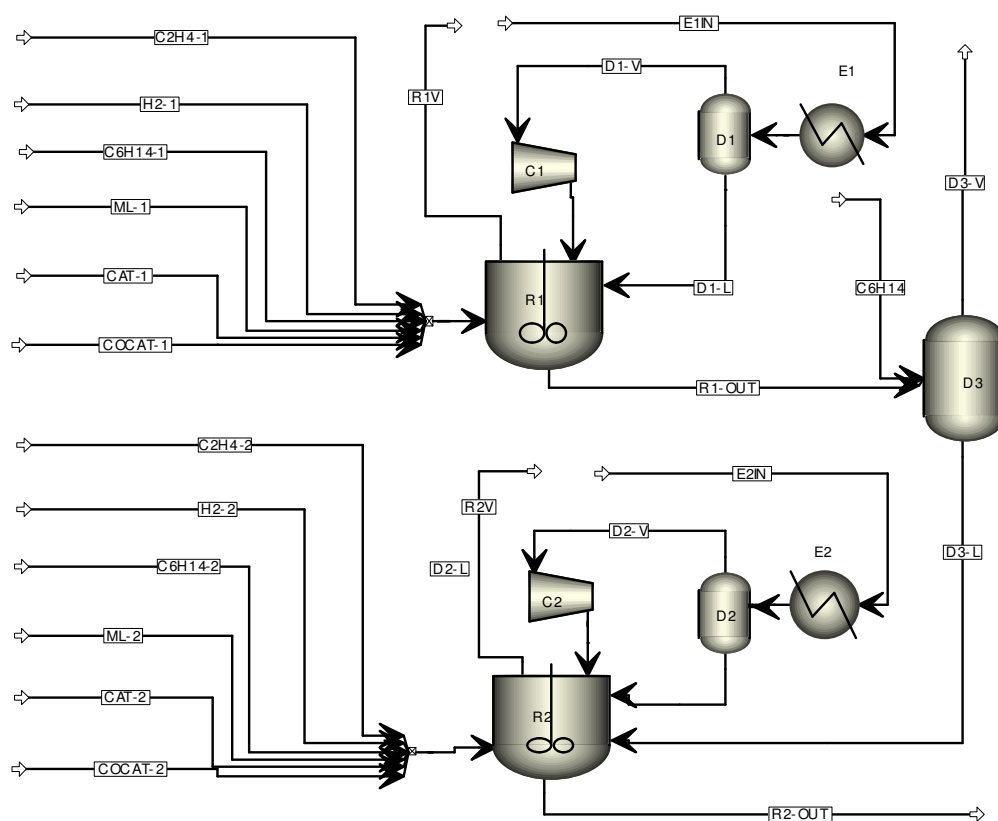 C2H4-1
H2-1
C6H14-1
ML-1
CAT-1
COCAT-1
R1V
E1IN
D1-V
E1
D1
C1
R1
D1-L
D3-V
C6H14
R1-OUT
D3
C2H4-2
H2-2
C6H14-2
ML-2
CAT-2
COCAT-2
R2V
D2-L
E2IN
D2-V
E2
D2
C2
R2
D3-L
R2-OUT